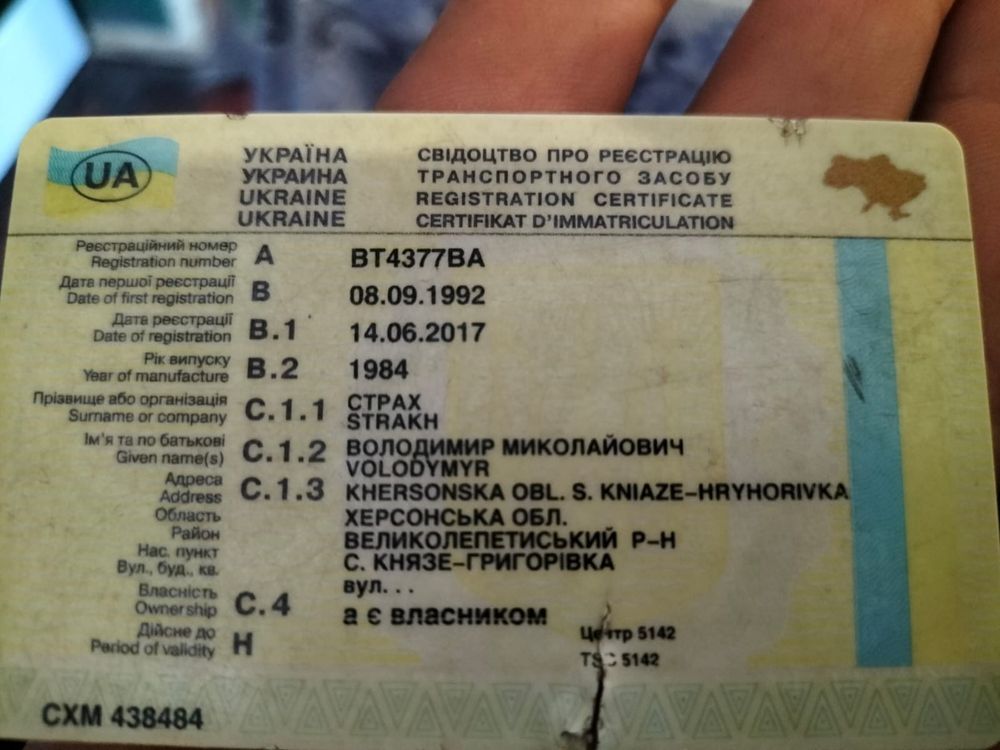 UA
УКРАЇНА
УКРАИНА
UKRAINE
UKRAINE
СВІДОЦТВО ПРО РЕЄСТРАЦІЮ
ТРАНСПОРТНОГО ЗАСОБУ
REGISTRATION CERTIFICATE
CERTIFIKAT D'IMMATRICULATION
Реєстраційний номер
Registration number A BT4377BA
Дата першої реєстрації
Date of first registration B 08.09.1992
Дата реєстрації
Date of registration B.1 14.06.2017
Рік випуску
Year of manufacture B.2 1984
Прізвище або організація C.1.1 СТРАХ
Surname or company STRAKH
Ім'я та по батькові C.1.2 ВОЛОДИМИР МИКОЛАЙОВИЧ
Given name(s) VOLODYMYR
Адреса
Address C.1.3 KHERSONSKA OBL. S. KNIAZE-HRYHORIVKA
Область ХЕРСОНСЬКА ОБЛ.
Район ВЕЛИКОЛЕПЕТИСЬКИЙ Р-Н
Нас. пункт С. КНЯЗЕ-ГРИГОРІВКА
Вул., буд., кв. вул. . .
Власність
Ownership C.4 а є власником
Дійсне до Центр 5142
Period of validity H TSC 5142
СХМ 438484